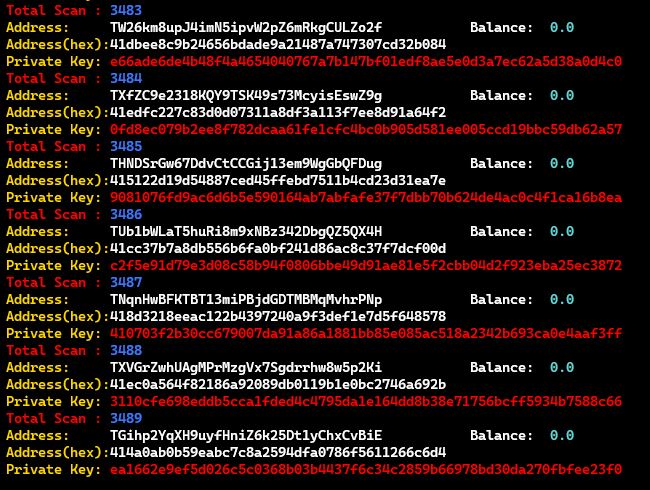 Total Scan : 3483
Address: TW26km8upJ4imN5ipvW2pZ6mRkgCULZo2f Balance: 0.0
Address(hex):41dbee8c9b24656bdade9a21487a747307cd32b084
Private Key: e66ade6de4b48f4a4654040767a7b147bf01edf8ae5e0d3a7ec62a5d38a0d4c0
Total Scan : 3484
Address: TXfZC9e2318KQY9TSK49s73McyisEswZ9g Balance: 0.0
Address(hex):41edfc227c83d0d07311a8df3a113f7ee8d91a64f2
Private Key: 0fd8ec079b2ee8f782dcaa61fe1cfc4bc0b905d581ee005ccd19bbc59db62a57
Total Scan : 3485
Address: THNDSrGw67DdvCtCCGij13em9WgGbQFDug Balance: 0.0
Address(hex):415122d19d54887ced45ffebd7511b4cd23d31ea7e
Private Key: 9081076fd9ac6d6b5e590164ab7abfafe37f7dbb70b624de4ac0c4f1ca16b8ea
Total Scan : 3486
Address: TUb1bWLaT5huRi8m9xNBz342DbgQZ5QX4H Balance: 0.0
Address(hex):41cc37b7a8db556b6fa0bf241d86ac8c37f7dcf00d
Private Key: c2f5e91d79e3d08c58b94f0806bbe49d91ae81e5f2cbb04d2f923eba25ec3872
Total Scan : 3487
Address: TNqnHwBFKTBT13miPBjdGDTMBMqMvhrPNp Balance: 0.0
Address(hex):418d3218eeac122b4397240a9f3def1e7d5f648578
Private Key: 410703f2b30cc679007da91a86a1881bb85e085ac518a2342b693ca0e4aaf3ff
Total Scan : 3488
Address: TXVGrZwhUAgMPrMzgVx7Sgdrrhw8w5p2Ki Balance: 0.0
Address(hex):41ec0a564f82186a92089db0119b1e0bc2746a692b
Private Key: 3110cfe698eddb5cca1fded4c4795da1e164dd8b38e71756bcff5934b7588c66
Total Scan : 3489
Address: TGihp2YqXH9uyfHniZ6k25Dt1yChxCvBiE Balance: 0.0
Address(hex):414a0ab0b59eabc7c8a2594dfa0786f5611266c6d4
Private Key: ea1662e9ef5d026c5c0368b03b4437f6c34c2859b66978bd30da270fbfee23f0